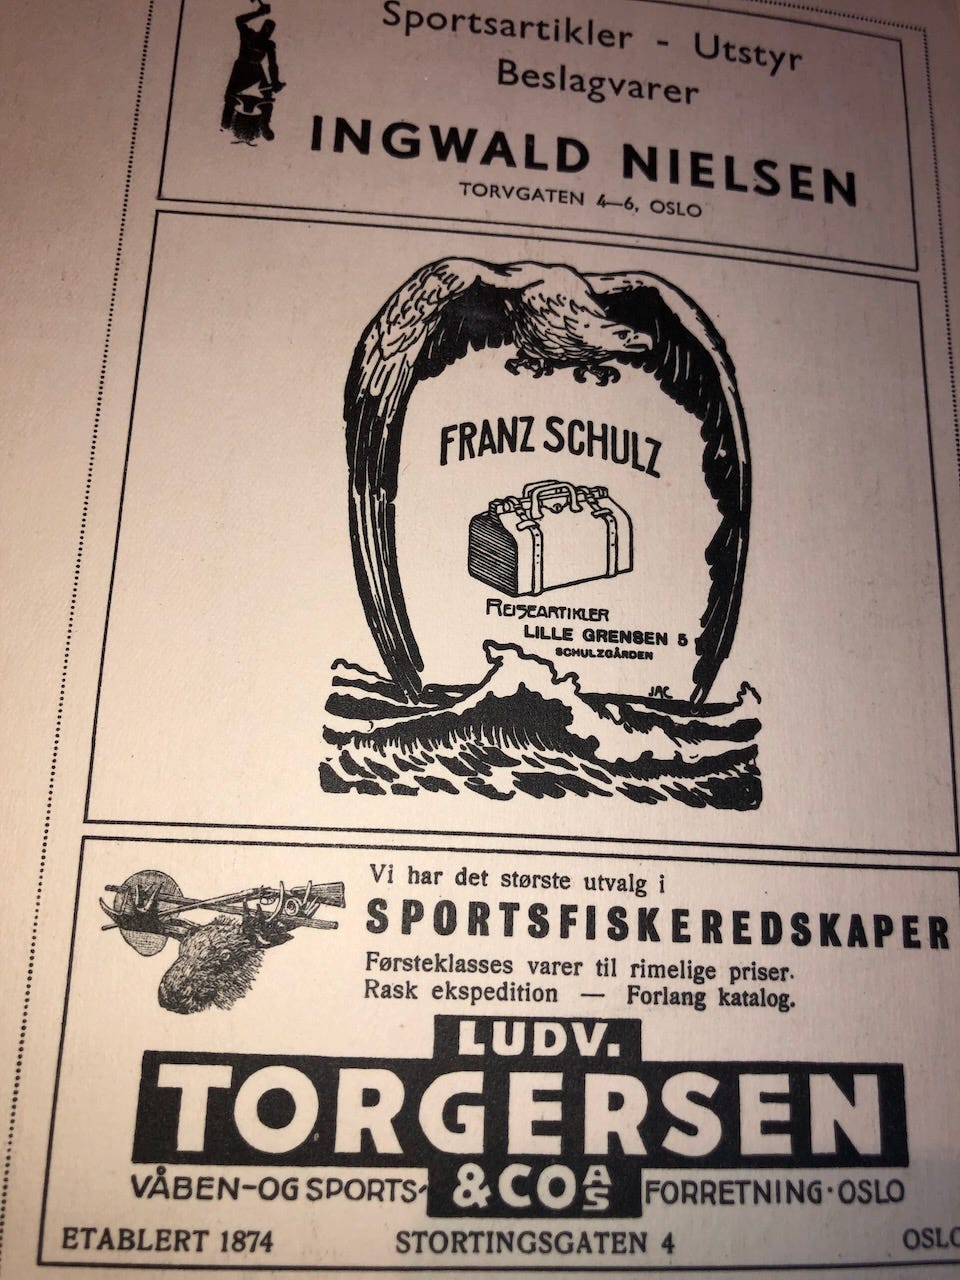 Sportsartikler - Utstyr
Beslagvarer
INGWALD NIELSEN
TORVGATEN 4—6, OSLO
FRANZ SCHULZ
REISEARTIKLER
LILLE GRENSEN 5
SCHULZGÅRDEN
JAC
Vi har det største utvalg i
SPORTSFISKEREDSKAPER
Førsteklasses varer til rimelige priser.
Rask ekspedition — Forlang katalog.
LUDV.
TORGERSEN
VÅBEN-OG SPORTS- & CO A/S FORRETNING · OSLO
ETABLERT 1874 STORTINGSGATEN 4 OSLO